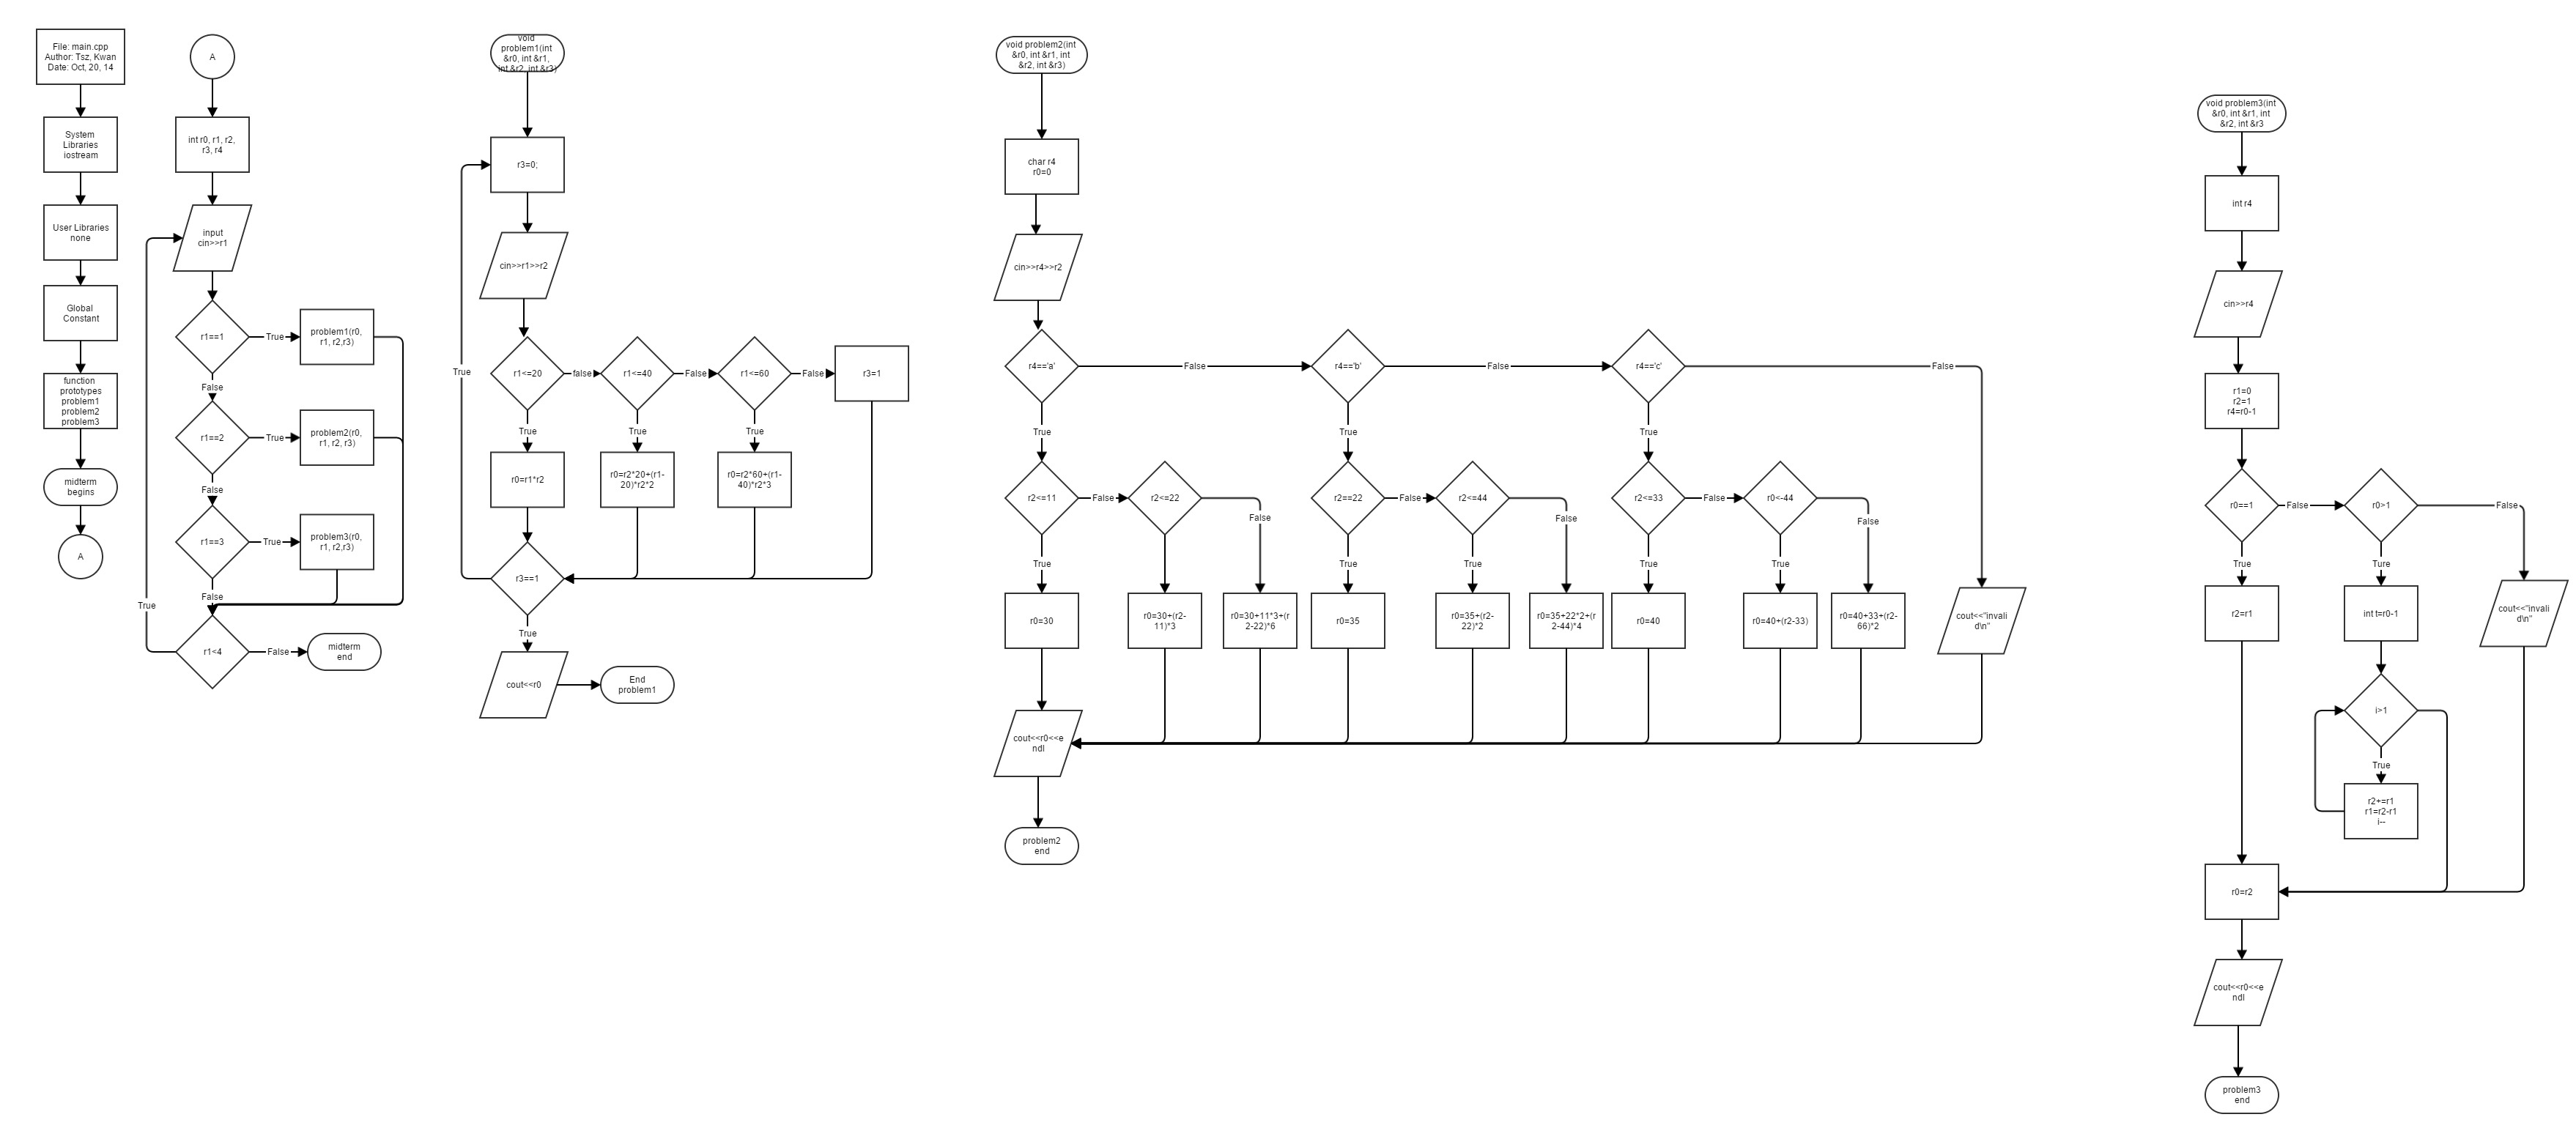 File: main.cpp
Author: Tsz, Kwan
Date: Oct, 20, 14
System
Libraries
iostream
User Libraries
none
Global
Constant
function
prototypes
problem1
problem2
problem3
midterm
begins
A
A
int r0, r1, r2,
r3, r4
input
cin>>r1
r1==1
True
problem1(r0,
r1, r2,r3)
False
r1==2
True
problem2(r0,
r1, r2, r3)
False
r1==3
True
problem3(r0,
r1, r2,r3)
False
True
r1<4
False
midterm
end
void
problem1(int
&r0, int &r1,
int &r2, int &r3)
r3=0;
cin>>r1>>r2
True
r1<=20
false
r1<=40
False
r1<=60
False
r3=1
True
True
True
r0=r1*r2
r0=r2*20+(r1-
20)*r2*2
r0=r2*60+(r1-
40)*r2*3
r3==1
True
cout<<r0
End
problem1
void problem2(int
&r0, int &r1, int
&r2, int &r3)
char r4
r0=0
cin>>r4>>r2
r4=='a'
False
r4=='b'
False
r4=='c'
False
True
True
True
r2<=11
False
r2<=22
False
r2==22
False
r2<=44
False
r2<=33
False
r0<-44
False
True
True
True
True
True
r0=30
r0=30+(r2-
11)*3
r0=30+11*3+(r
2-22)*6
r0=35
r0=35+(r2-
22)*2
r0=35+22*2+(r
2-44)*4
r0=40
r0=40+(r2-33)
r0=40+33+(r2-
66)*2
cout<<"invali
d\n"
cout<<r0<<e
ndl
problem2
end
void problem3(int
&r0, int &r1, int
&r2, int &r3
int r4
cin>>r4
r1=0
r2=1
r4=r0-1
r0==1
False
r0>1
False
True
Ture
r2=r1
int t=r0-1
cout<<"invali
d\n"
i>1
True
r2+=r1
r1=r2-r1
i--
r0=r2
cout<<r0<<e
ndl
problem3
end